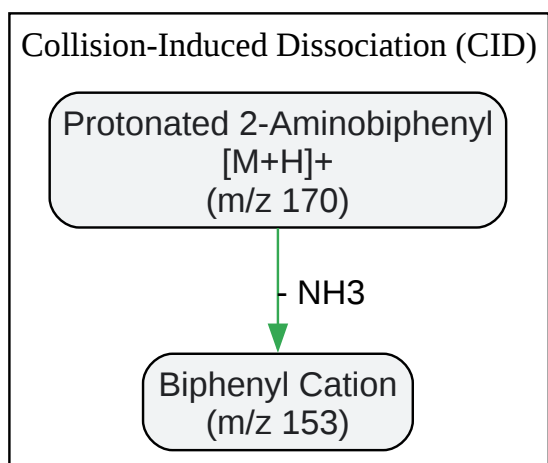 Collision-Induced Dissociation (CID)
Protonated 2-Aminobiphenyl
[M+H]+
(m/z 170)
- NH3
Biphenyl Cation
(m/z 153)